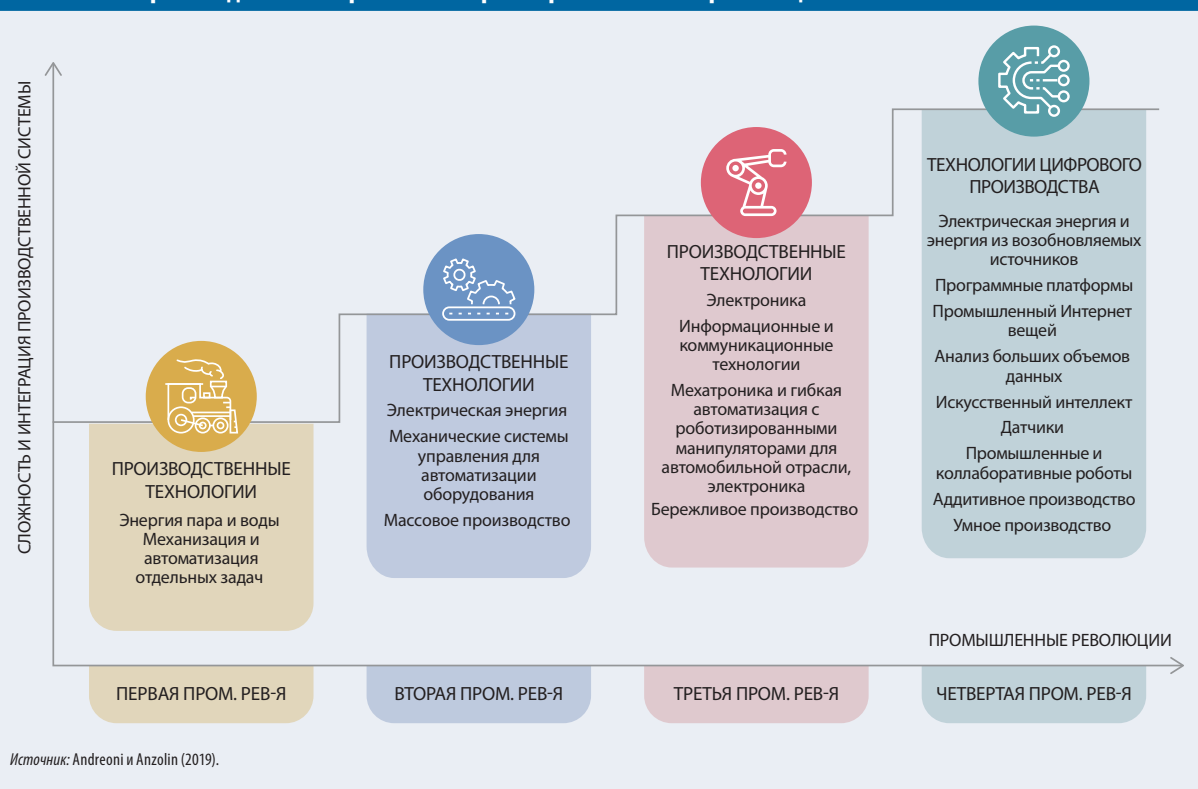 СЛОЖНОСТЬ И ИНТЕГРАЦИЯ ПРОИЗВОДСТВЕННОЙ СИСТЕМЫ
ПРОИЗВОДСТВЕННЫЕ
ТЕХНОЛОГИИ
Энергия пара и воды
Механизация и
автоматизация
отдельных задач
ПРОИЗВОДСТВЕННЫЕ
ТЕХНОЛОГИИ
Электрическая энергия
Механические системы
управления для
автоматизации
оборудования
Массовое производство
ПРОИЗВОДСТВЕННЫЕ
ТЕХНОЛОГИИ
Электроника
Информационные и
коммуникационные
технологии
Мехатроника и гибкая
автоматизация с
роботизированными
манипуляторами для
автомобильной отрасли,
электроника
Бережливое производство
ТЕХНОЛОГИИ ЦИФРОВОГО
ПРОИЗВОДСТВА
Электрическая энергия и
энергия из возобновляемых
источников
Программные платформы
Промышленный Интернет
вещей
Анализ больших объемов
данных
Искусственный интеллект
Датчики
Промышленные и
коллаборативные роботы
Аддитивное производство
Умное производство
ПРОМЫШЛЕННЫЕ РЕВОЛЮЦИИ
ПЕРВАЯ ПРОМ. РЕВ-Я
ВТОРАЯ ПРОМ. РЕВ-Я
ТРЕТЬЯ ПРОМ. РЕВ-Я
ЧЕТВЕРТАЯ ПРОМ. РЕВ-Я
Источник: Andreoni и Anzolin (2019).